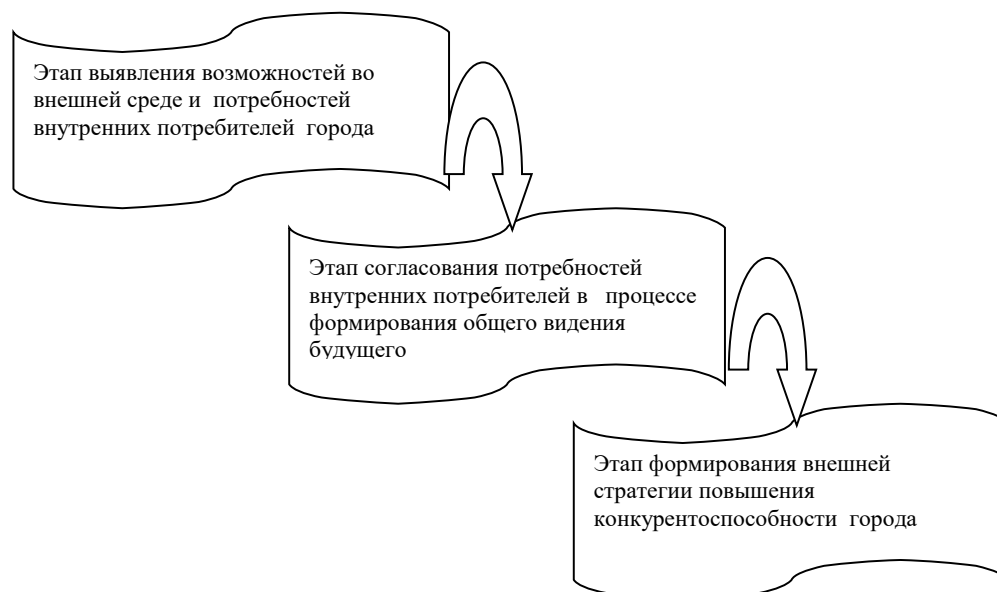 Этап выявления возможностей во
внешней среде и потребностей
внутренних потребителей города
Этап согласования потребностей
внутренних потребителей в процессе
формирования общего видения
будущего
Этап формирования внешней
стратегии повышения
конкурентоспособности города